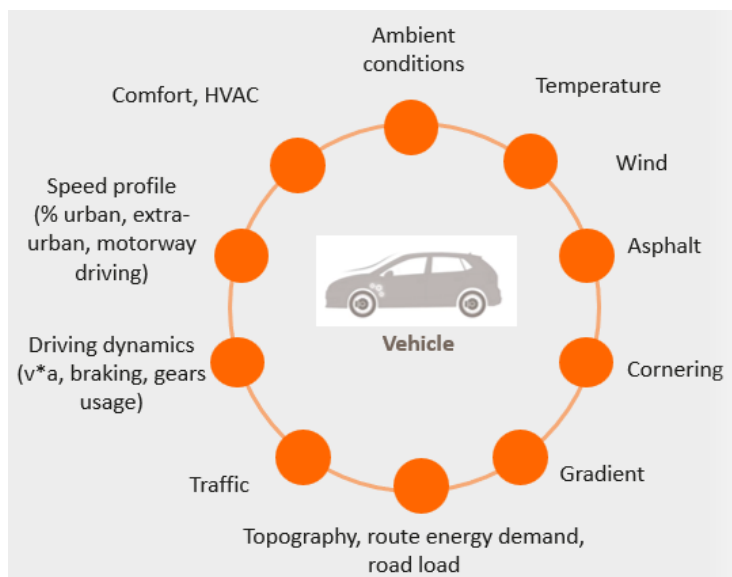 Ambient
conditions
Temperature
Comfort, HVAC
Wind
Speed profile
(% urban, extra-
urban, motorway
driving)
Asphalt
Vehicle
Driving dynamics
(v*a, braking, gears
usage)
Cornering
Traffic
Gradient
Topography, route energy demand,
road load